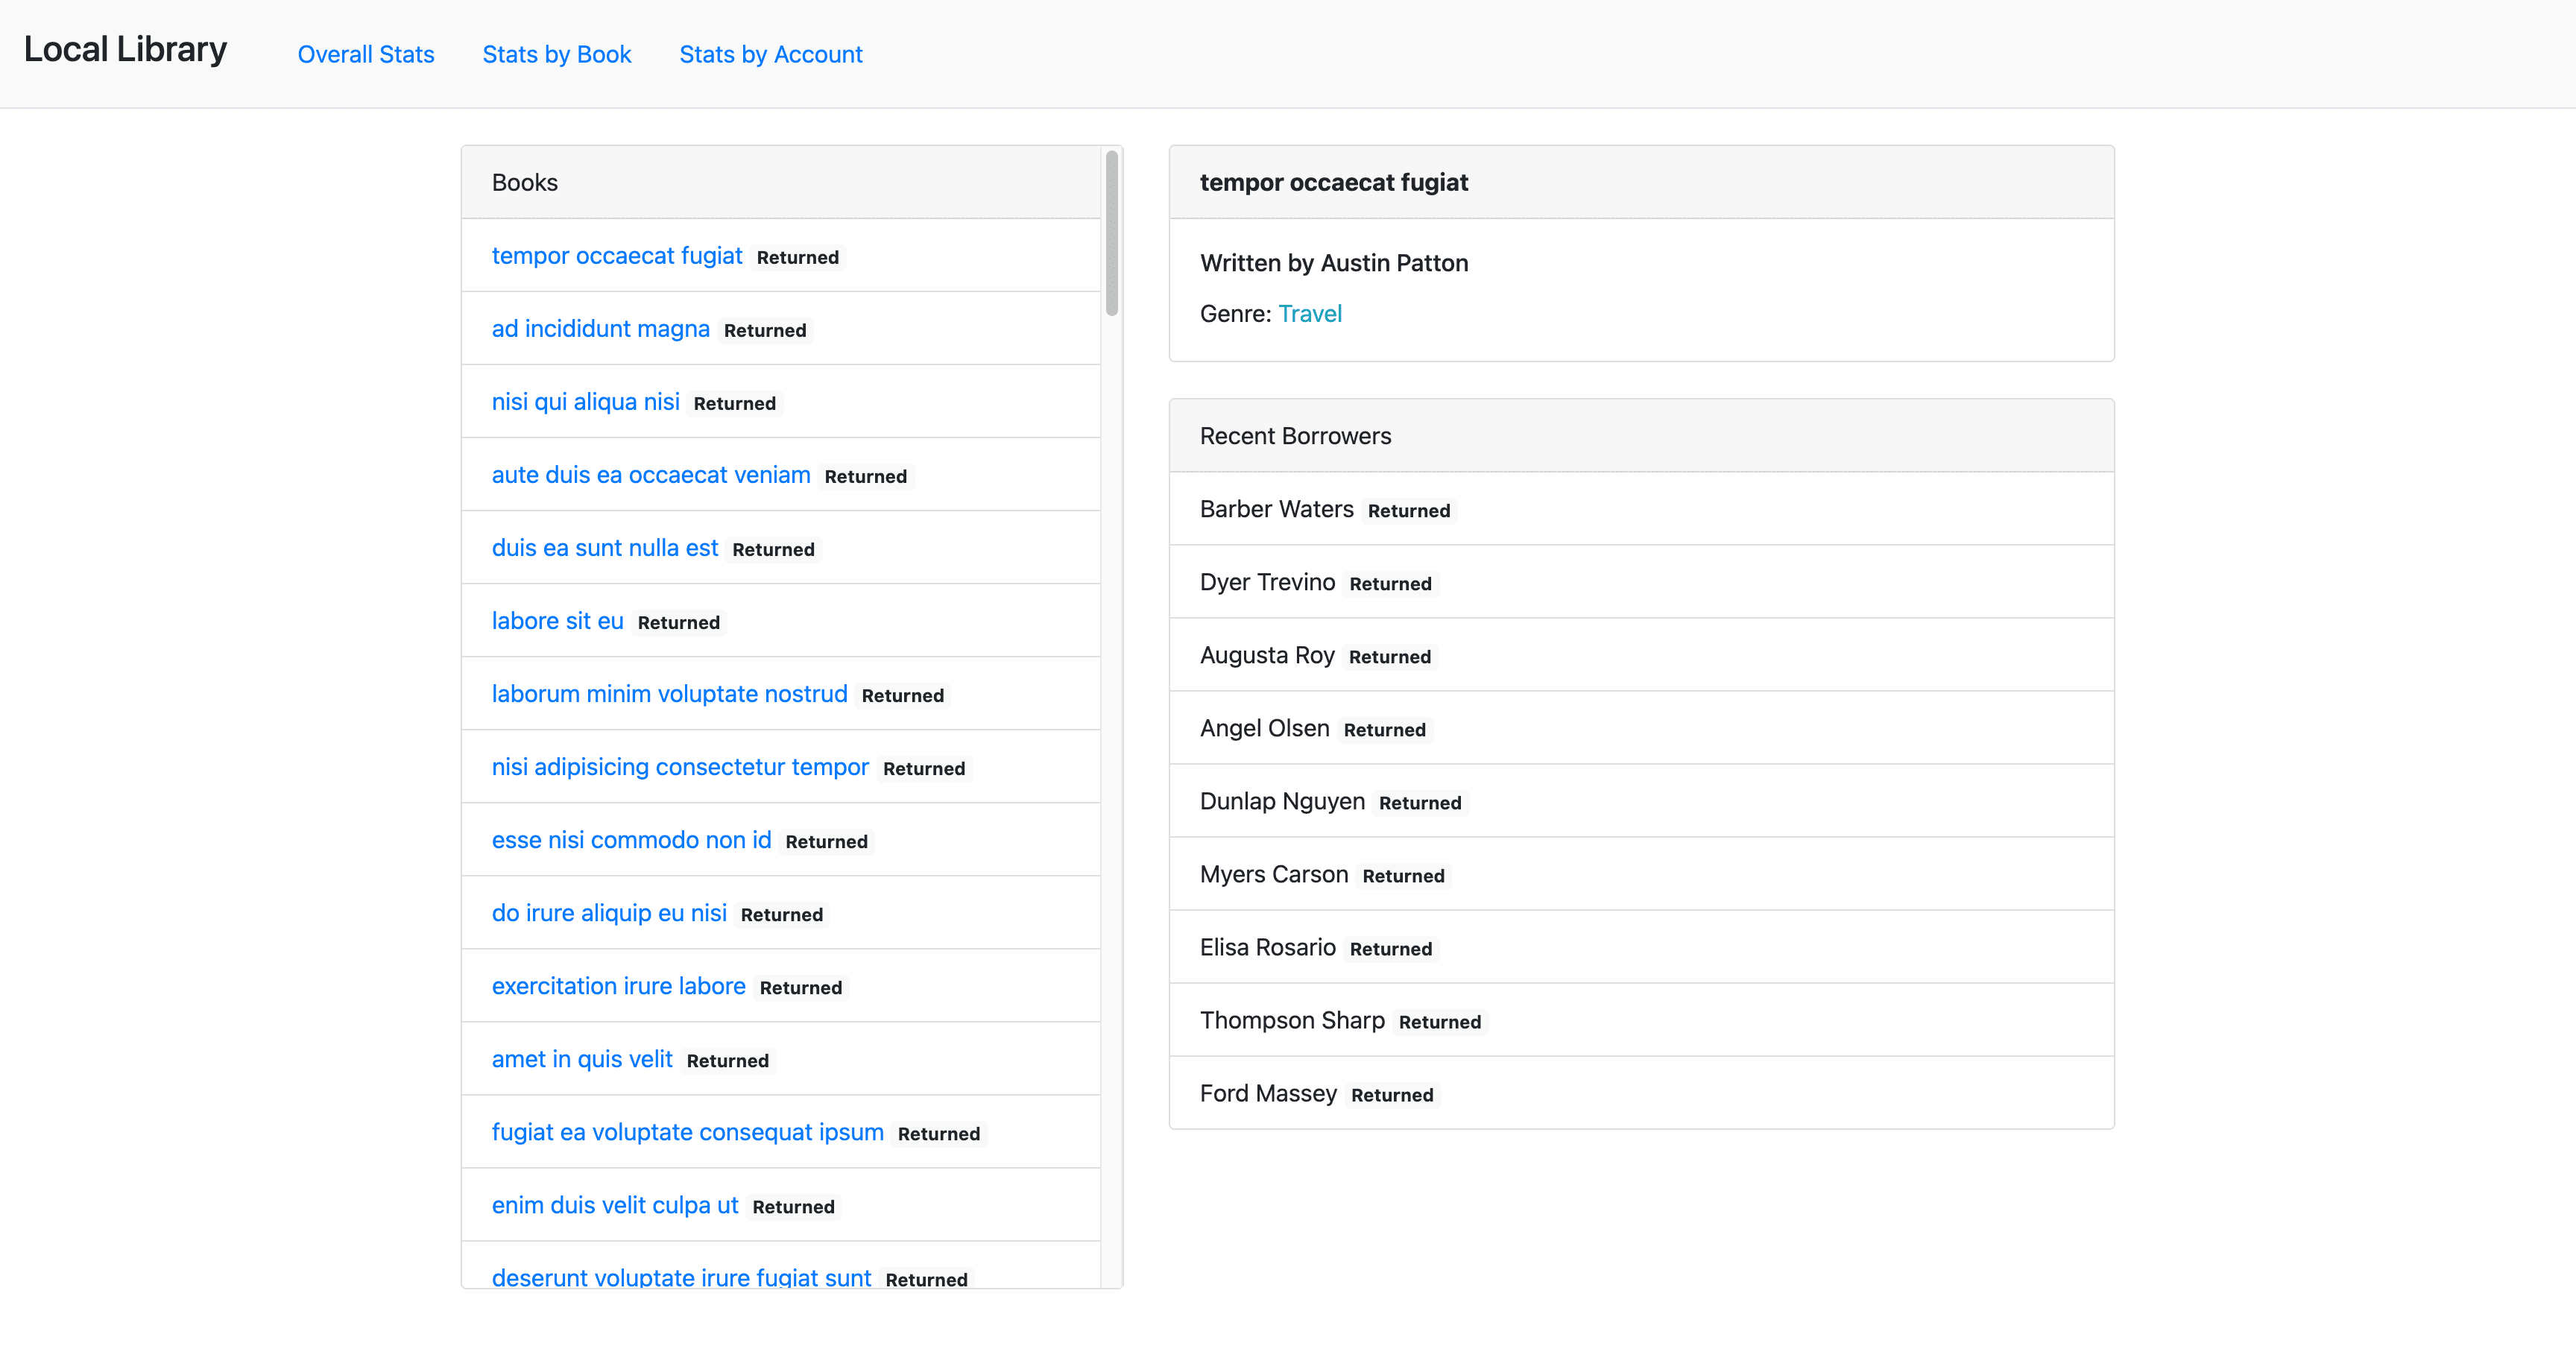 Local Library Overall Stats Stats by Book Stats by Account
Books
tempor occaecat fugiat Returned
ad incididunt magna Returned
nisi qui aliqua nisi Returned
aute duis ea occaecat veniam Returned
duis ea sunt nulla est Returned
labore sit eu Returned
laborum minim voluptate nostrud Returned
nisi adipisicing consectetur tempor Returned
esse nisi commodo non id Returned
do irure aliquip eu nisi Returned
exercitation irure labore Returned
amet in quis velit Returned
fugiat ea voluptate consequat ipsum Returned
enim duis velit culpa ut Returned
deserunt voluptate irure fugiat sunt Returned
tempor occaecat fugiat
Written by Austin Patton
Genre: Travel
Recent Borrowers
Barber Waters Returned
Dyer Trevino Returned
Augusta Roy Returned
Angel Olsen Returned
Dunlap Nguyen Returned
Myers Carson Returned
Elisa Rosario Returned
Thompson Sharp Returned
Ford Massey Returned